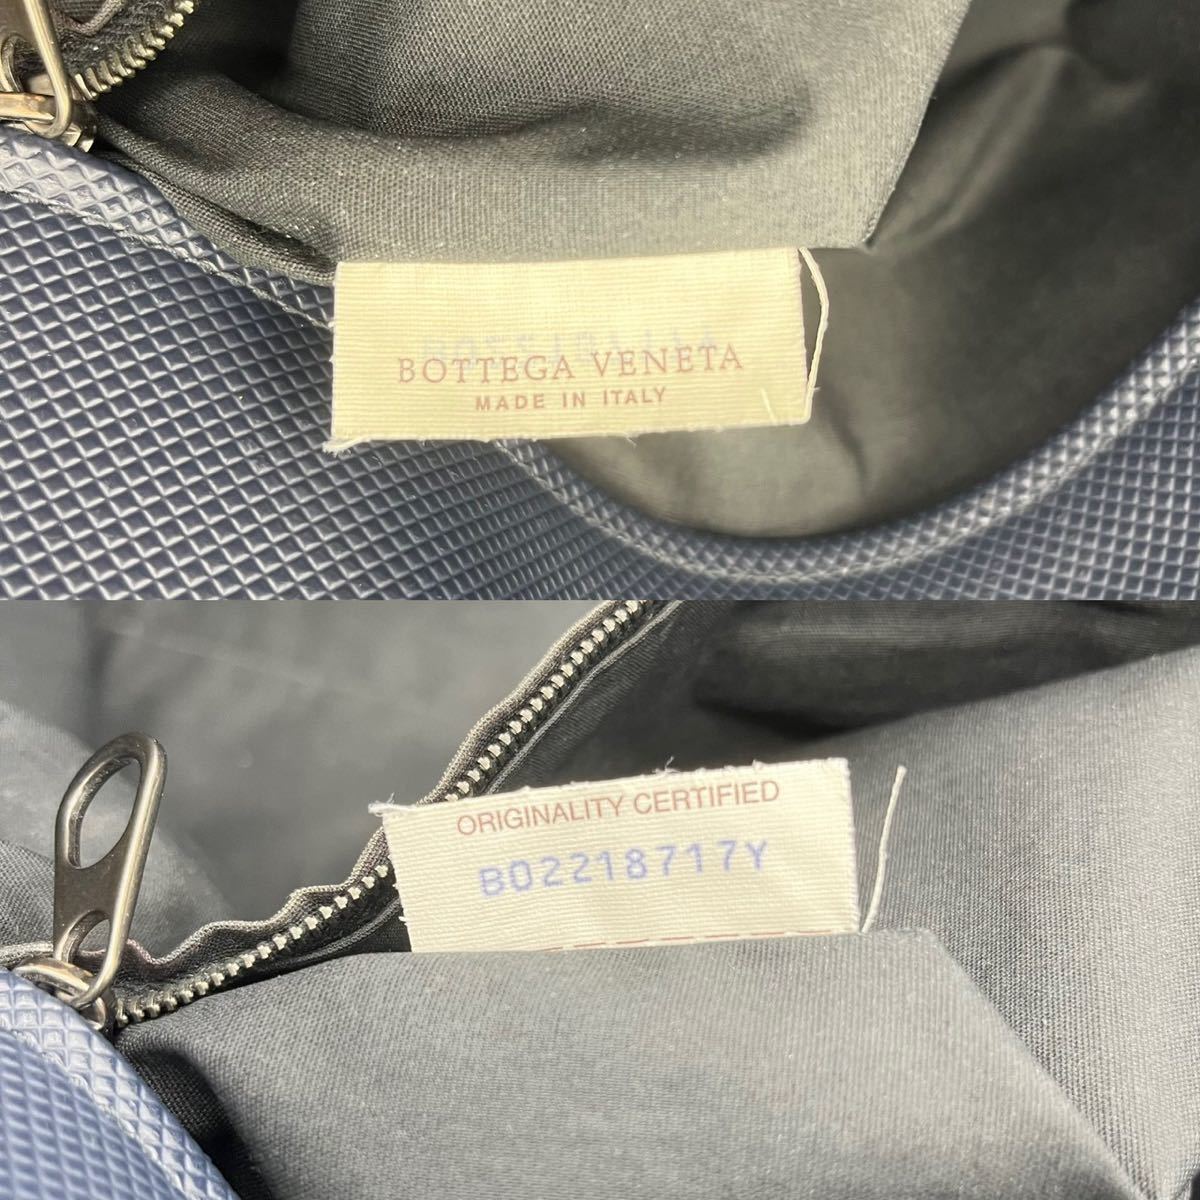 BOTTEGA VENETA
MADE IN ITALY
ORIGINALITY CERTIFIED
B02218717Y